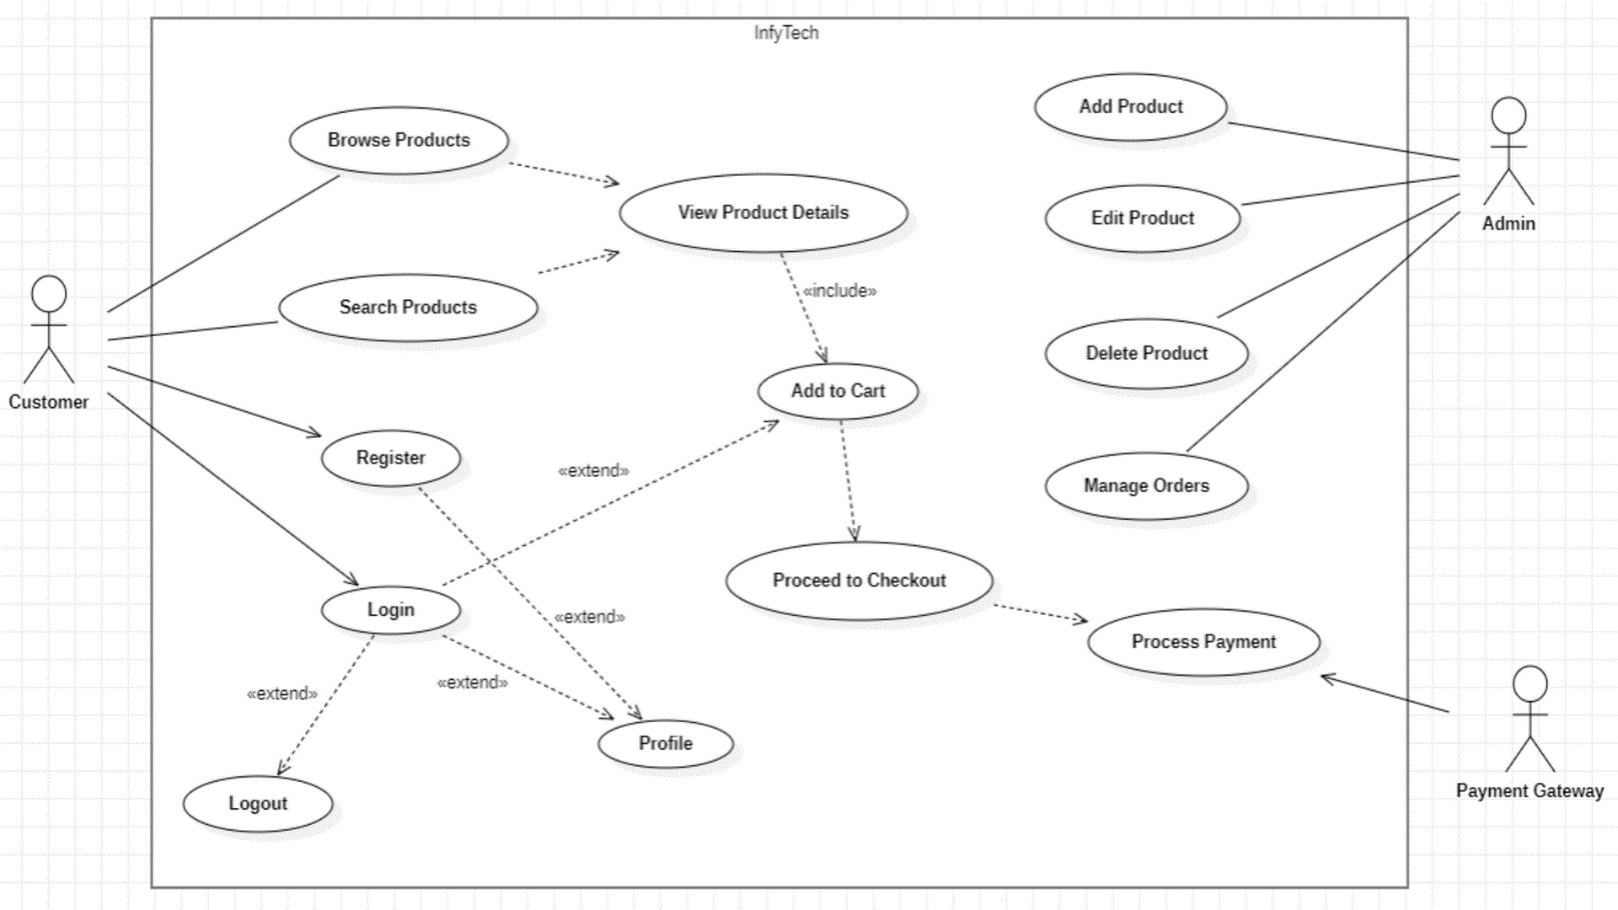 InfyTech
Add Product
Browse Products
View Product Details
Edit Product
Admin
«include»
Search Products
Delete Product
Add to Cart
Customer
Register
«extend»
Manage Orders
Proceed to Checkout
Login
«extend»
Process Payment
«extend»
«extend»
Profile
Payment Gateway
Logout